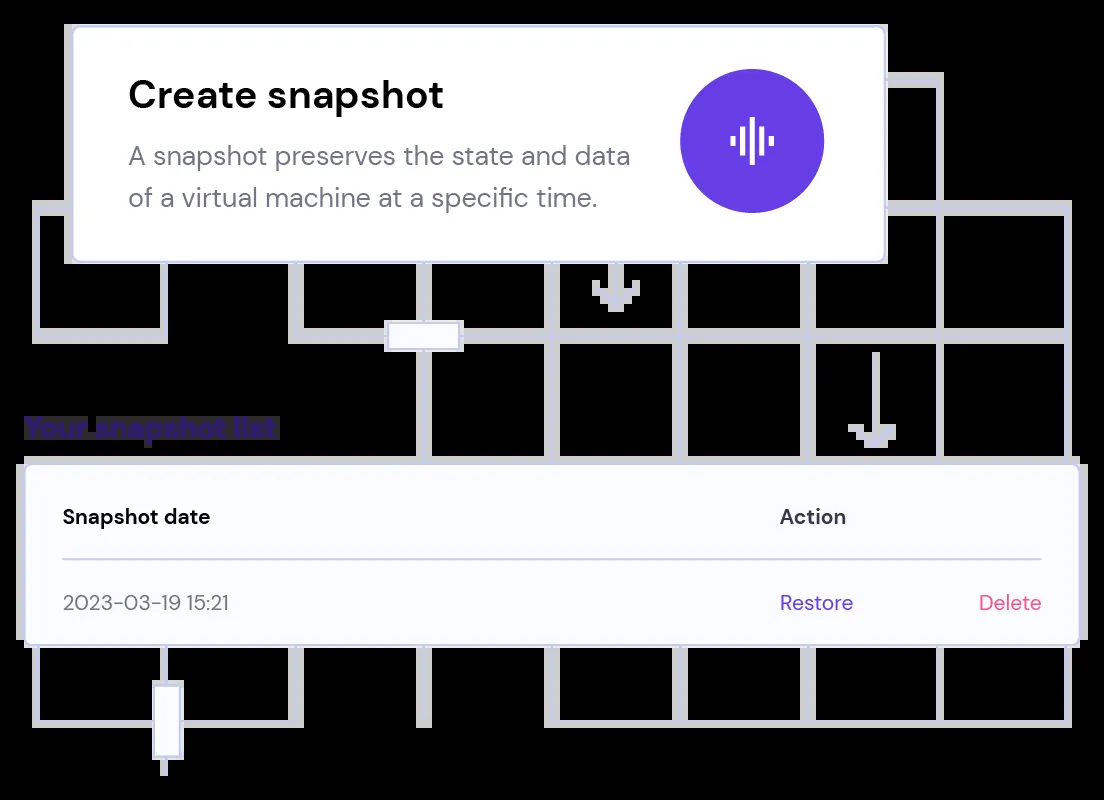 Create snapshot
A snapshot preserves the state and data
of a virtual machine at a specific time.
Your snapshot list
Snapshot date Action
2023-03-19 15:21 Restore Delete